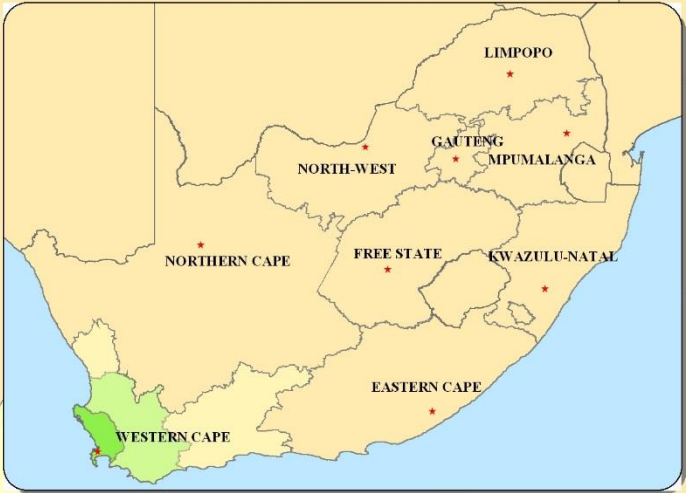 LIMPOPO
GAUTENG
MPUMALANGA
NORTH-WEST
NORTHERN CAPE
FREE STATE
KWAZULU-NATAL
EASTERN CAPE
WESTERN CAPE